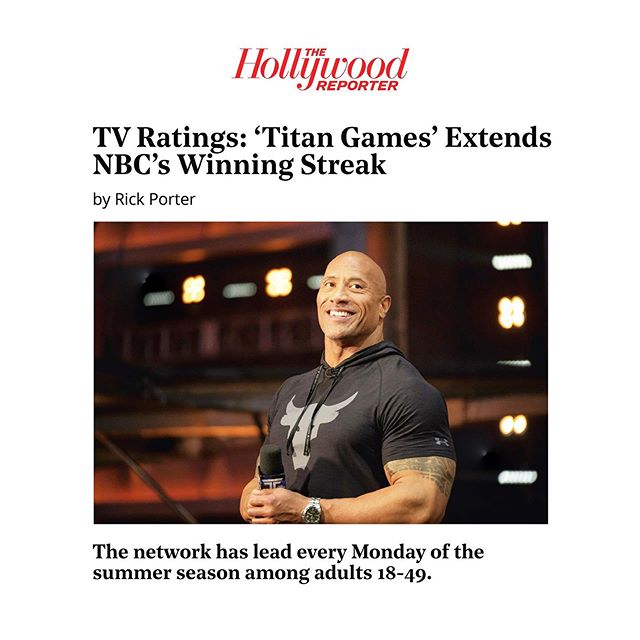 THE
Hollywood
REPORTER
TV Ratings: ‘Titan Games’ Extends
NBC’s Winning Streak
by Rick Porter
The network has lead every Monday of the
summer season among adults 18-49.